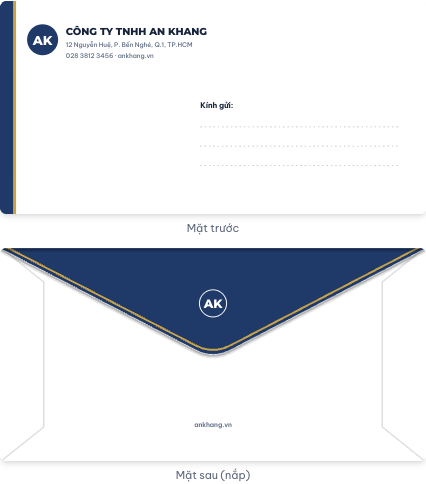 AK
CÔNG TY TNHH AN KHANG
12 Nguyễn Huệ, P. Bến Nghé, Q.1, TP.HCM
028 3812 3456 · ankhang.vn
Kính gửi:
Mặt trước
AK
ankhang.vn
Mặt sau (nắp)